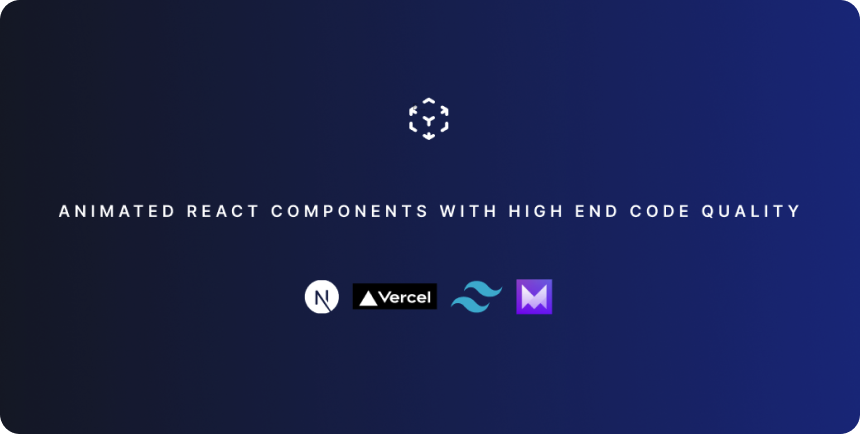 ANIMATED REACT COMPONENTS WITH HIGH END CODE QUALITY
N Vercel